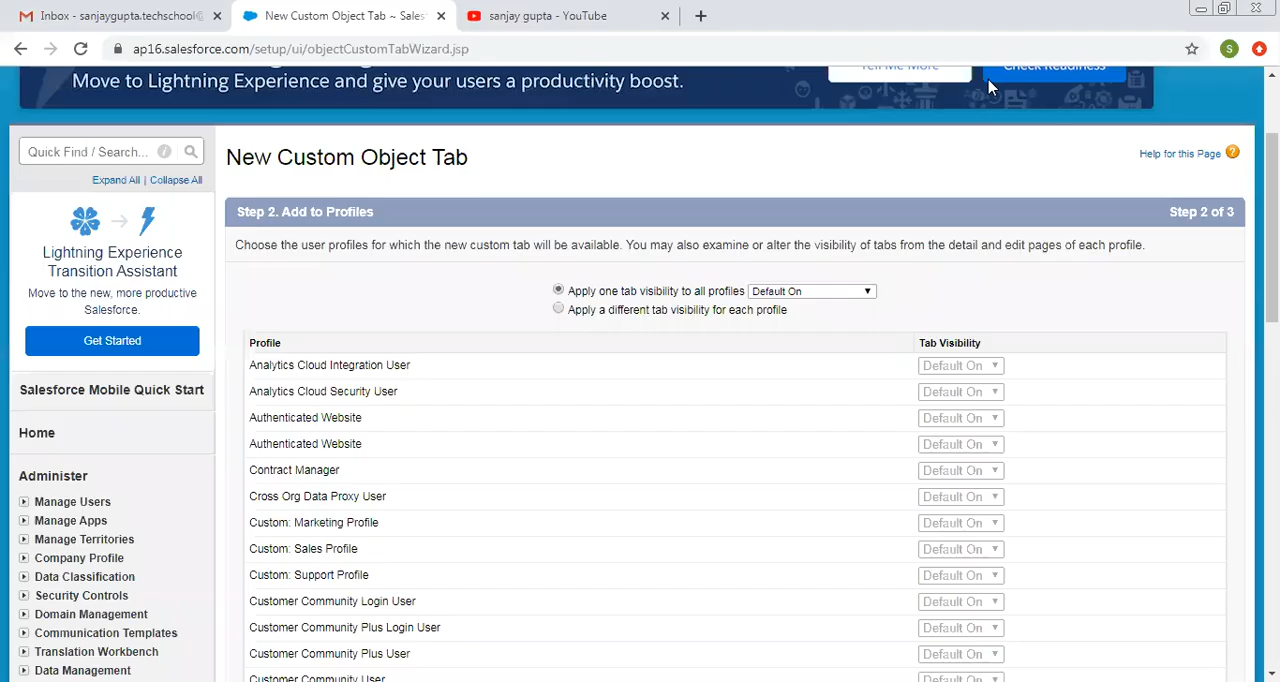 Inbox - sanjaygupta.techschool@
New Custom Object Tab ~ Sales
sanjay gupta - YouTube
ap16.salesforce.com/setup/ui/objectCustomTabWizard.jsp
S
Move to Lightning Experience and give your users a productivity boost.
Tell Me More
Check Readiness
Quick Find / Search...
Expand All | Collapse All
Lightning Experience
Transition Assistant
Move to the new, more productive
Salesforce.
Get Started
Salesforce Mobile Quick Start
Home
Administer
Manage Users
Manage Apps
Manage Territories
Company Profile
Data Classification
Security Controls
Domain Management
Communication Templates
Translation Workbench
Data Management
New Custom Object Tab
Help for this Page
Step 2. Add to Profiles
Step 2 of 3
Choose the user profiles for which the new custom tab will be available. You may also examine or alter the visibility of tabs from the detail and edit pages of each profile.
Apply one tab visibility to all profiles Default On
Apply a different tab visibility for each profile
Profile Tab Visibility
Analytics Cloud Integration User Default On
Analytics Cloud Security User Default On
Authenticated Website Default On
Authenticated Website Default On
Contract Manager Default On
Cross Org Data Proxy User Default On
Custom: Marketing Profile Default On
Custom: Sales Profile Default On
Custom: Support Profile Default On
Customer Community Login User Default On
Customer Community Plus Login User Default On
Customer Community Plus User Default On
Customer Community User Default On